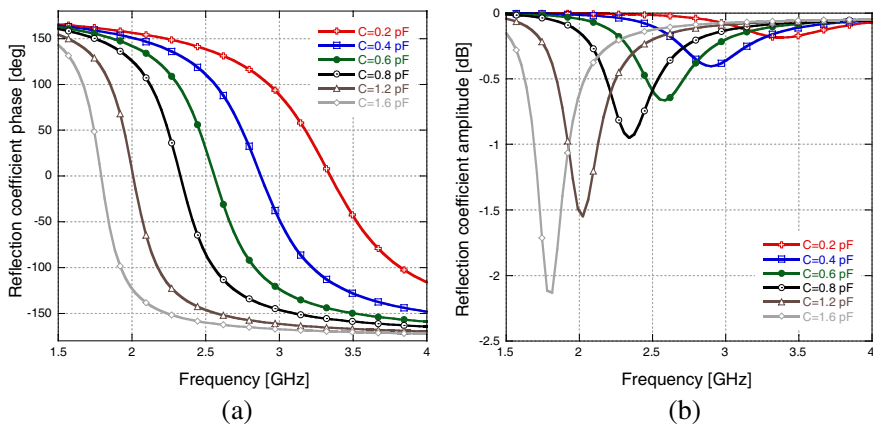 Reflection coefficient phase [deg]
150
100
50
0
-50
-100
-150
1.5
2
2.5
3
3.5
4
Frequency [GHz]
C=0.2 pF
C=0.4 pF
C=0.6 pF
C=0.8 pF
C=1.2 pF
C=1.6 pF
(a)
Reflection coefficient amplitude [dB]
0
-0.5
-1
-1.5
-2
-2.5
1.5
2
2.5
3
3.5
4
Frequency [GHz]
C=0.2 pF
C=0.4 pF
C=0.6 pF
C=0.8 pF
C=1.2 pF
C=1.6 pF
(b)